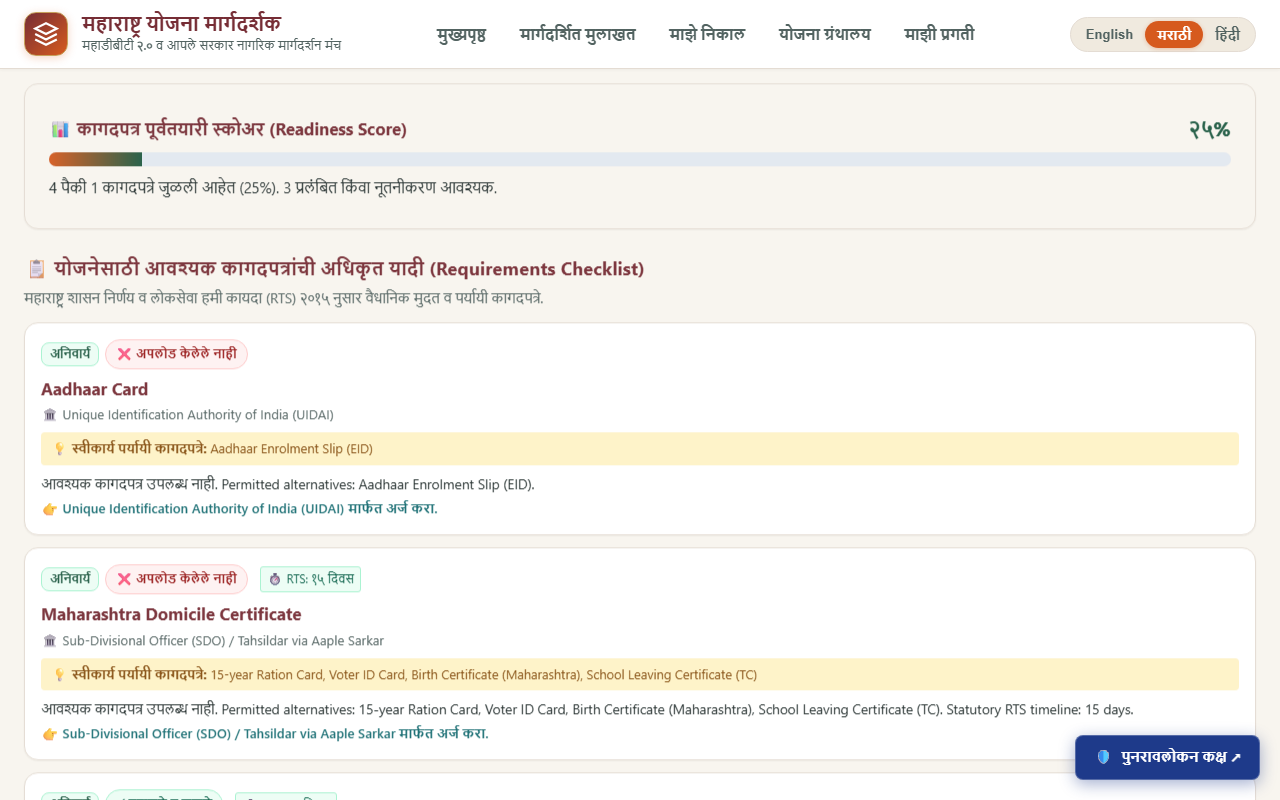 महाराष्ट्र योजना मार्गदर्शक
महाडीबीटी २.० व आपले सरकार नागरिक मार्गदर्शन मंच
मुख्यपृष्ठ मार्गदर्शित मुलाखत माझे निकाल योजना ग्रंथालय माझी प्रगती
English मराठी हिंदी
कागदपत्र पूर्वतयारी स्कोअर (Readiness Score) २५%
4 पैकी 1 कागदपत्रे जुळली आहेत (25%). 3 प्रलंबित किंवा नूतनीकरण आवश्यक.
योजनेसाठी आवश्यक कागदपत्रांची अधिकृत यादी (Requirements Checklist)
महाराष्ट्र शासन निर्णय व लोकसेवा हमी कायदा (RTS) २०१५ नुसार वैधानिक मुदत व पर्यायी कागदपत्रे.
अनिवार्य ❌ अपलोड केलेले नाही
Aadhaar Card
🏛️ Unique Identification Authority of India (UIDAI)
💡 स्वीकार्य पर्यायी कागदपत्रे: Aadhaar Enrolment Slip (EID)
आवश्यक कागदपत्र उपलब्ध नाही. Permitted alternatives: Aadhaar Enrolment Slip (EID).
👉 Unique Identification Authority of India (UIDAI) मार्फत अर्ज करा.
अनिवार्य ❌ अपलोड केलेले नाही ⏱️ RTS: १५ दिवस
Maharashtra Domicile Certificate
🏛️ Sub-Divisional Officer (SDO) / Tahsildar via Aaple Sarkar
💡 स्वीकार्य पर्यायी कागदपत्रे: 15-year Ration Card, Voter ID Card, Birth Certificate (Maharashtra), School Leaving Certificate (TC)
आवश्यक कागदपत्र उपलब्ध नाही. Permitted alternatives: 15-year Ration Card, Voter ID Card, Birth Certificate (Maharashtra), School Leaving Certificate (TC). Statutory RTS timeline: 15 days.
👉 Sub-Divisional Officer (SDO) / Tahsildar via Aaple Sarkar मार्फत अर्ज करा.
पुनरावलोकन कक्ष ↗